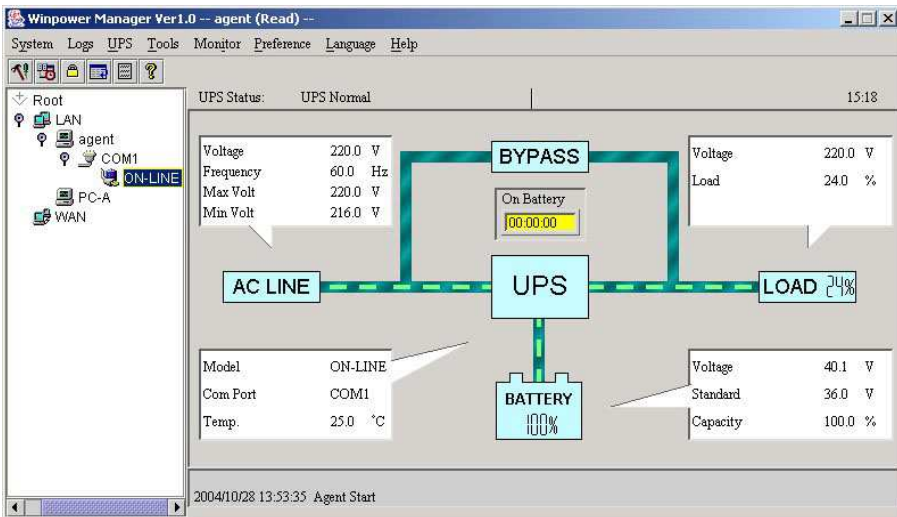 Winpower Manager Ver1.0 -- agent (Read) --
System Logs UPS Tools Monitor Preference Language Help
Root
LAN
agent
COM1
ON-LINE
PC-A
WAN
UPS Status: UPS Normal 15:18
Voltage 220.0 V
Frequency 60.0 Hz
Max Volt 220.0 V
Min Volt 216.0 V
BYPASS
On Battery
00:00:00
Voltage 220.0 V
Load 24.0 %
AC LINE
UPS
LOAD 24%
Model ON-LINE
Com Port COM1
Temp. 25.0 °C
BATTERY
100%
Voltage 40.1 V
Standard 36.0 V
Capacity 100.0 %
2004/10/28 13:53:35 Agent Start